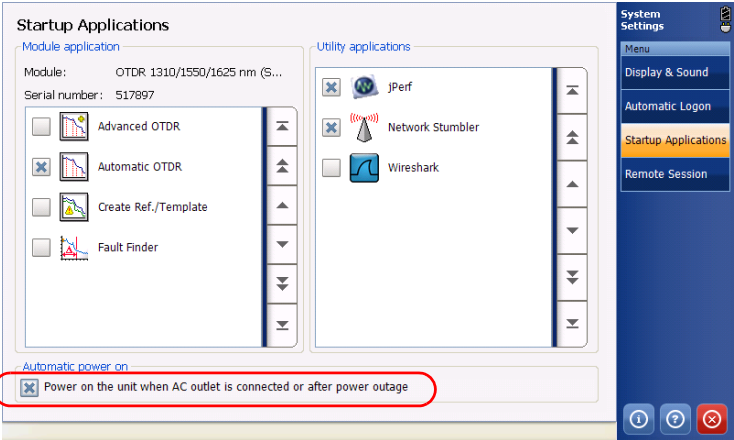 Startup Applications
Module application
Module: OTDR 1310/1550/1625 nm (S...
Serial number: 517897
Advanced OTDR
Automatic OTDR
Create Ref./Template
Fault Finder
Utility applications
jPerf
Network Stumbler
Wireshark
Automatic power on
Power on the unit when AC outlet is connected or after power outage
System
Settings
Menu
Display & Sound
Automatic Logon
Startup Applications
Remote Session